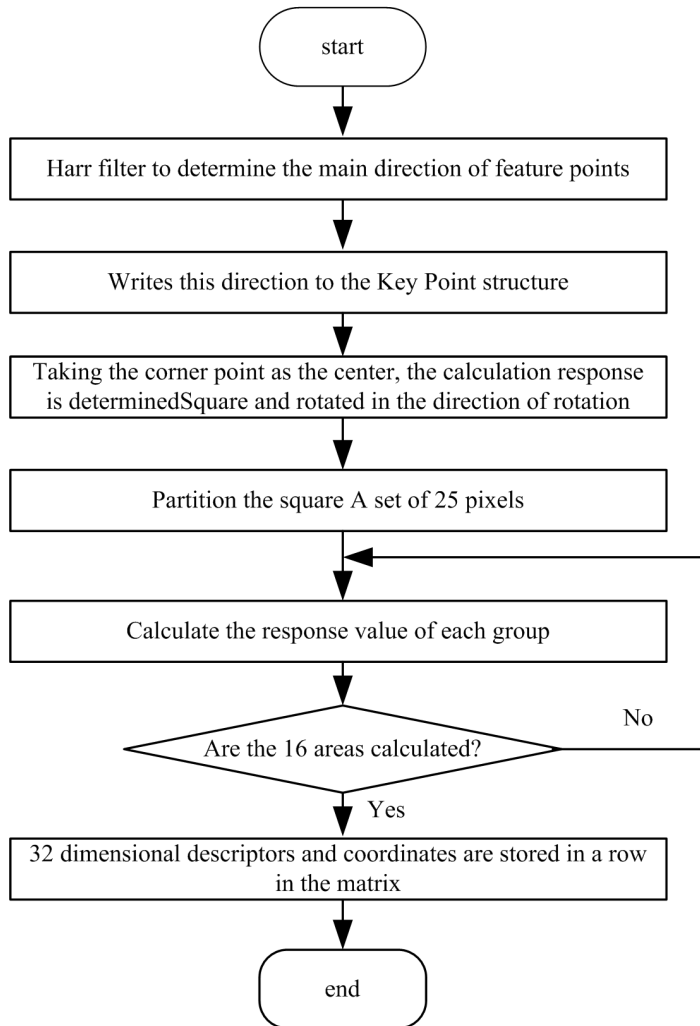 start
Harr filter to determine the main direction of feature points
Writes this direction to the Key Point structure
Taking the corner point as the center, the calculation response
is determinedSquare and rotated in the direction of rotation
Partition the square A set of 25 pixels
Calculate the response value of each group
No
Are the 16 areas calculated?
Yes
32 dimensional descriptors and coordinates are stored in a row
in the matrix
end